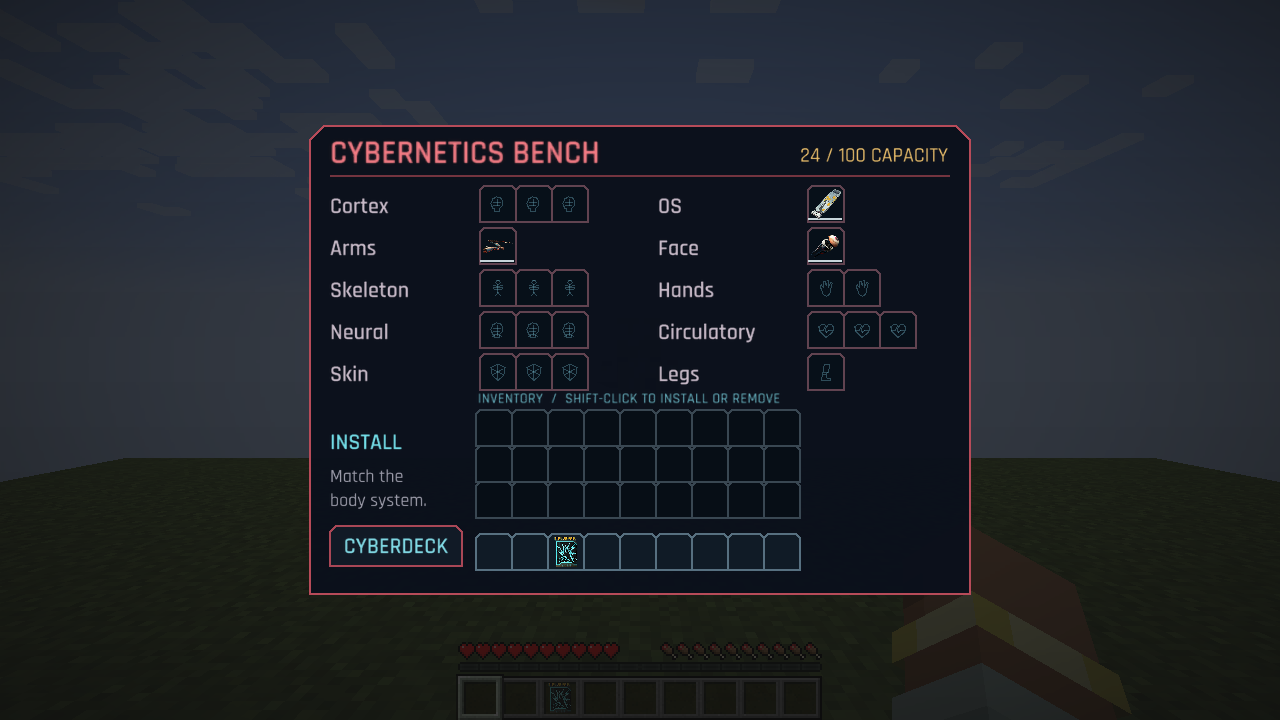 CYBERNETICS BENCH
24 / 100 CAPACITY
Cortex
OS
Arms
Face
Skeleton
Hands
Neural
Circulatory
Skin
Legs
INVENTORY / SHIFT-CLICK TO INSTALL OR REMOVE
INSTALL
Match the
body system.
CYBERDECK